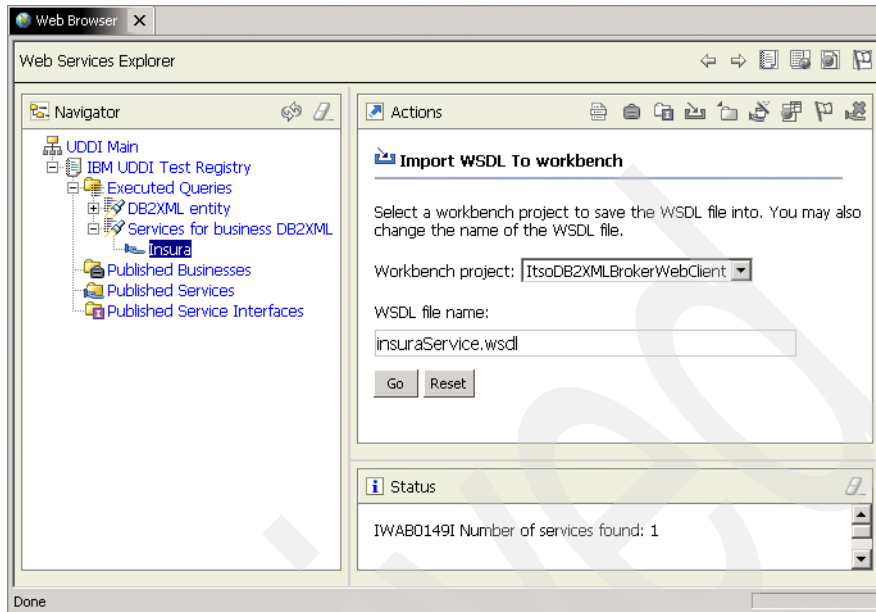 Web Browser X
Web Services Explorer
Navigator
UDDI Main
IBM UDDI Test Registry
Executed Queries
DB2XML entity
Services for business DB2XML
Insura
Published Businesses
Published Services
Published Service Interfaces
Actions
Import WSDL To workbench
Select a workbench project to save the WSDL file into. You may also
change the name of the WSDL file.
Workbench project: ItsoDB2XMLBrokerWebClient
WSDL file name:
insuraService.wsdl
Go Reset
Status
IWAB0149I Number of services found: 1
Done